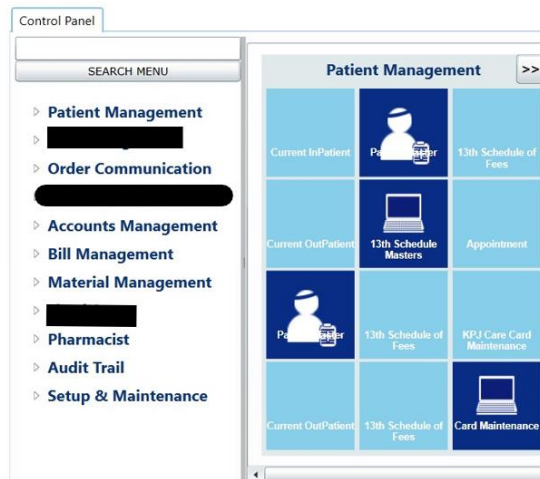 Control Panel
SEARCH MENU
Patient Management
Order Communication
Accounts Management
Bill Management
Material Management
Pharmacist
Audit Trail
Setup & Maintenance
Patient Management >>
Current InPatient
13th Schedule of
Fees
Current OutPatient
13th Schedule
Masters
Appointment
13th Schedule of
Fees
KPJ Care Card
Maintenance
Current OutPatient
13th Schedule of
Fees
Card Maintenance